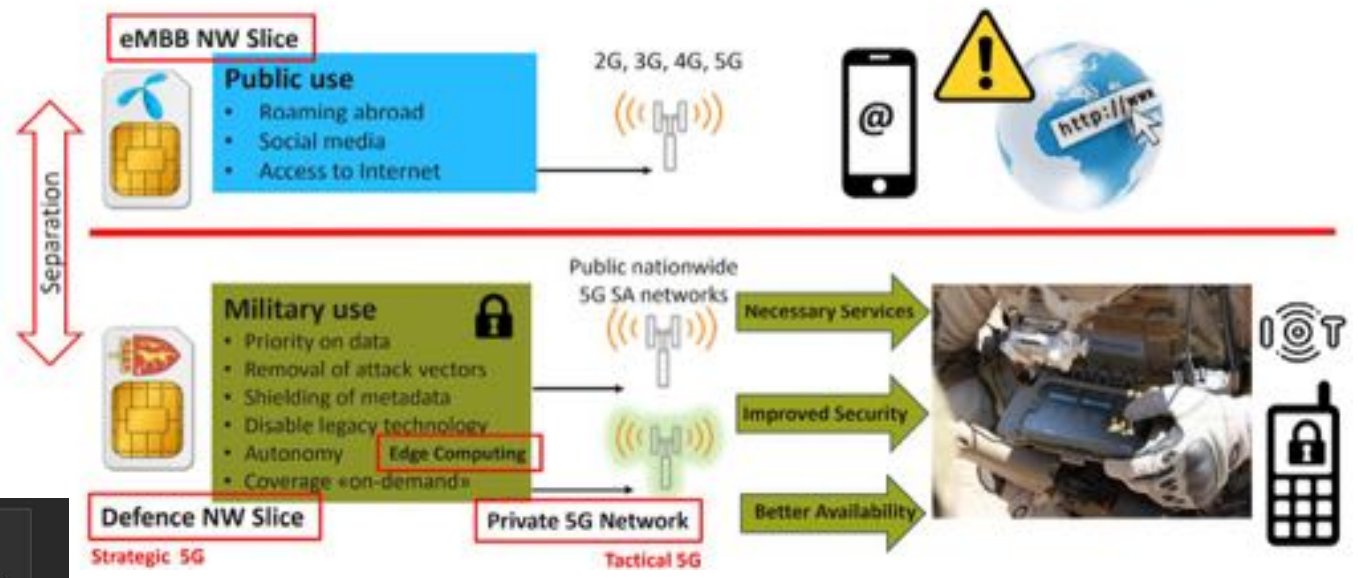 eMBB NW Slice
Public use
• Roaming abroad
• Social media
• Access to Internet
2G, 3G, 4G, 5G
@
http://www
Separation
Public nationwide
5G SA networks
Military use
• Priority on data
• Removal of attack vectors
• Shielding of metadata
• Disable legacy technology
• Autonomy
Edge Computing
• Coverage «on-demand»
Necessary Services
Improved Security
Better Availability
IOT
Defence NW Slice
Private 5G Network
Strategic 5G
Tactical 5G